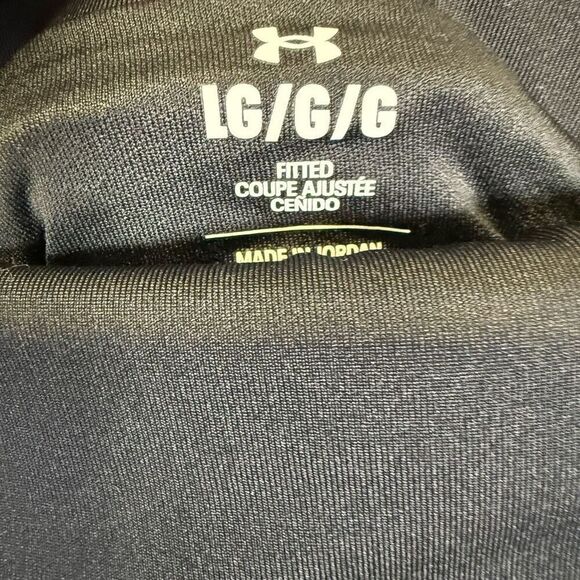 LG/G/G
FITTED
COUPE AJUSTÉE
CEÑIDO
MADE IN JORDAN